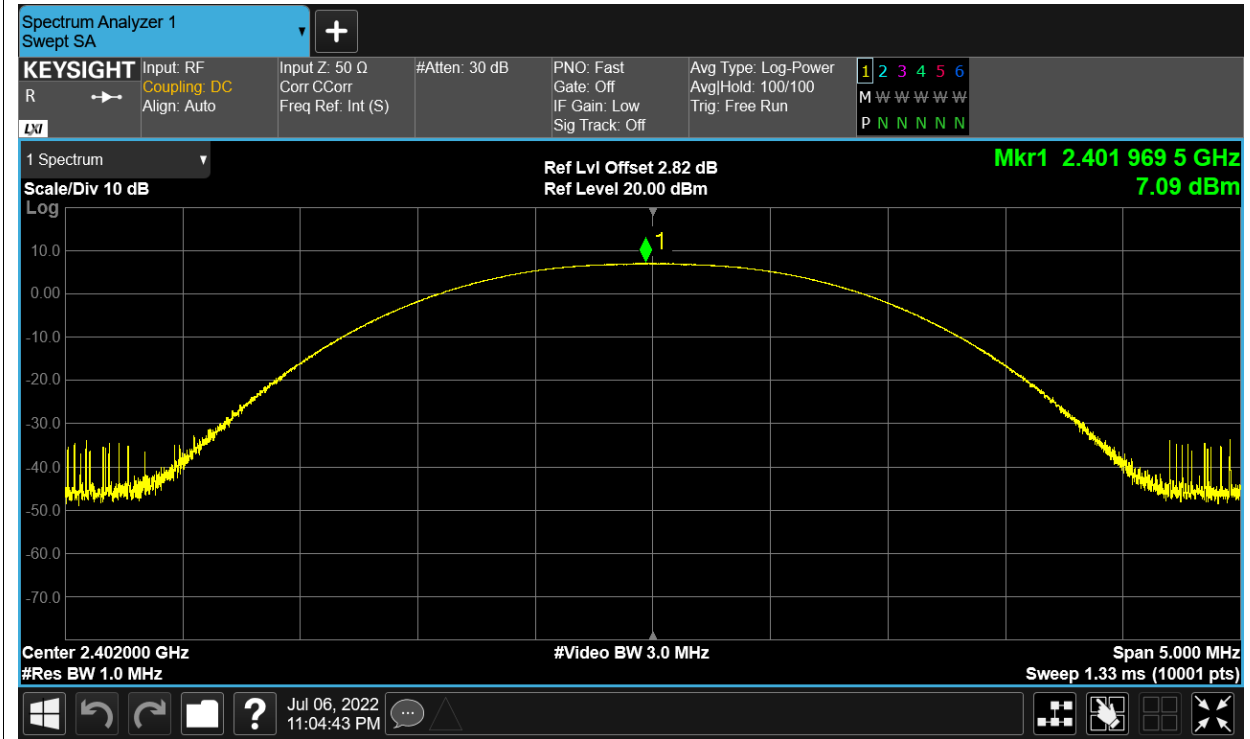 Spectrum Analyzer 1
Swept SA
KEYSIGHT
R
LXI
Input: RF
Coupling: DC
Align: Auto
Input Z: 50 Ω
Corr CCorr
Freq Ref: Int (S)
#Atten: 30 dB
PNO: Fast
Gate: Off
IF Gain: Low
Sig Track: Off
Avg Type: Log-Power
Avg|Hold: 100/100
Trig: Free Run
1 2 3 4 5 6
M W W W W W
P N N N N N
1 Spectrum
Scale/Div 10 dB
Log
Ref Lvl Offset 2.82 dB
Ref Level 20.00 dBm
Mkr1 2.401 969 5 GHz
7.09 dBm
1
10.0
0.00
-10.0
-20.0
-30.0
-40.0
-50.0
-60.0
-70.0
Center 2.402000 GHz
#Video BW 3.0 MHz
Span 5.000 MHz
#Res BW 1.0 MHz
Sweep 1.33 ms (10001 pts)
?
Jul 06, 2022
11:04:43 PM